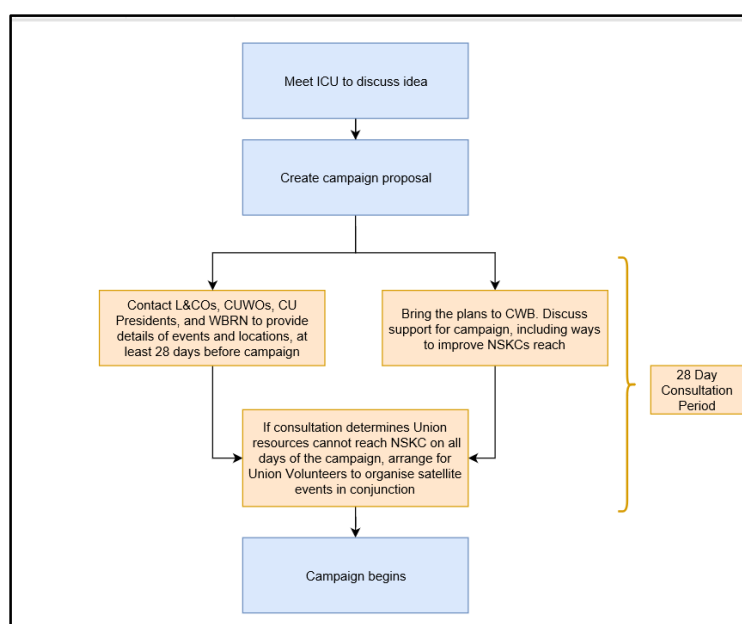 Meet ICU to discuss idea
Create campaign proposal
Contact L&COs, CUWOs, CU
Presidents, and WBRN to provide
details of events and locations, at
least 28 days before campaign
Bring the plans to CWB. Discuss
support for campaign, including ways
to improve NSKCs reach
28 Day
Consultation
Period
If consultation determines Union
resources cannot reach NSKC on all
days of the campaign, arrange for
Union Volunteers to organise satellite
events in conjunction
Campaign begins